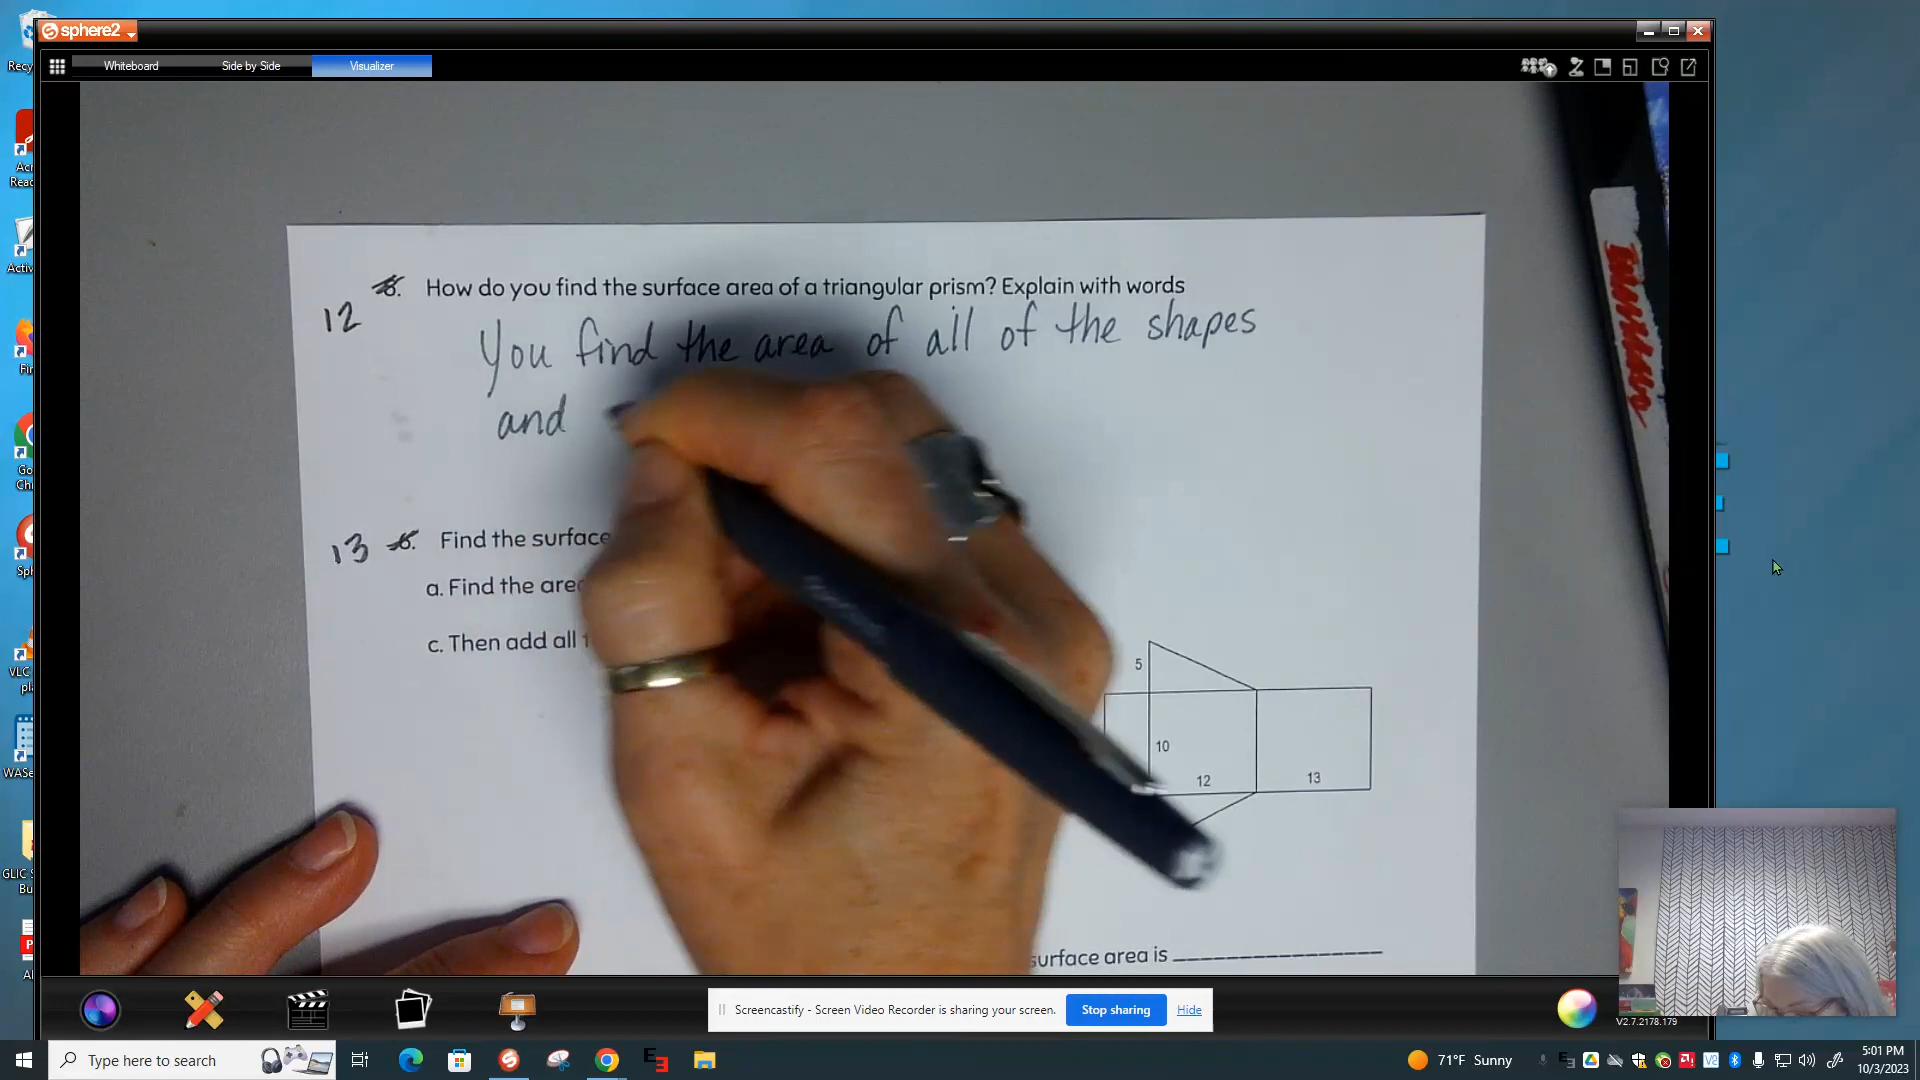 sphere2
Whiteboard Side by Side Visualizer
12 8. How do you find the surface area of a triangular prism? Explain with words
You find the area of all of the shapes
and
13 6. Find the surface
a. Find the area
c. Then add all
5
10
12
13
surface area is
Screencastify - Screen Video Recorder is sharing your screen. Stop sharing Hide
V2.7.2178.179
Type here to search
71°F Sunny
5:01 PM
10/3/2023